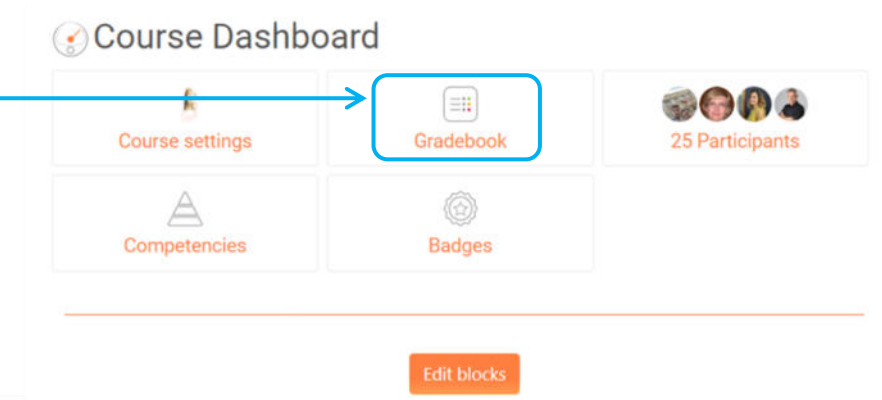 Course Dashboard
Course settings
Gradebook
25 Participants
Competencies
Badges
Edit blocks